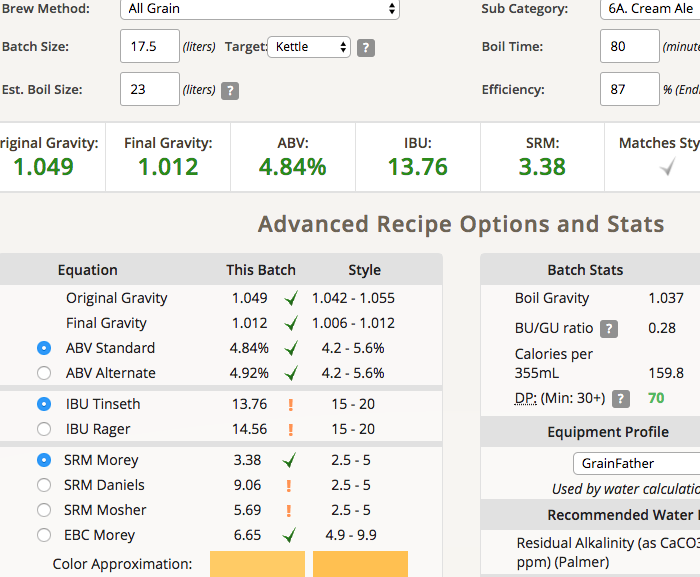 Brew Method: All Grain Sub Category: 6A. Cream Ale
Batch Size: 17.5 (liters) Target: Kettle ? Boil Time: 80 (minute
Est. Boil Size: 23 (liters) ? Efficiency: 87 % (End
riginal Gravity: Final Gravity: ABV: IBU: SRM: Matches Sty
1.049 1.012 4.84% 13.76 3.38
Advanced Recipe Options and Stats
Equation This Batch Style
Original Gravity 1.049 1.042 - 1.055
Final Gravity 1.012 1.006 - 1.012
ABV Standard 4.84% 4.2 - 5.6%
ABV Alternate 4.92% 4.2 - 5.6%
IBU Tinseth 13.76 ! 15 - 20
IBU Rager 14.56 ! 15 - 20
SRM Morey 3.38 2.5 - 5
SRM Daniels 9.06 ! 2.5 - 5
SRM Mosher 5.69 ! 2.5 - 5
EBC Morey 6.65 4.9 - 9.9
Color Approximation:
Batch Stats
Boil Gravity 1.037
BU/GU ratio ? 0.28
Calories per
355mL 159.8
DP: (Min: 30+) ? 70
Equipment Profile
GrainFather
Used by water calculatio
Recommended Water
Residual Alkalinity (as CaCO3
ppm) (Palmer)